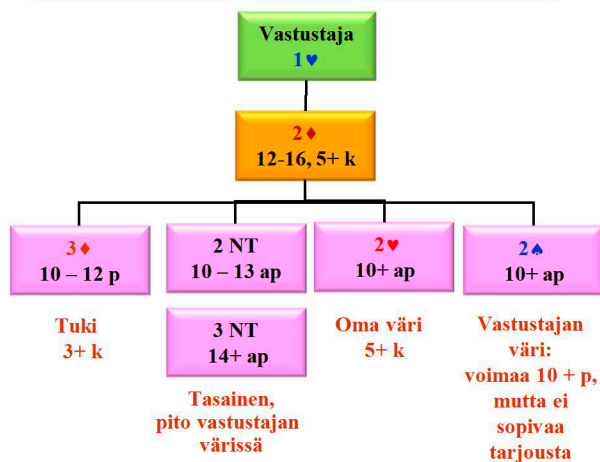 Vastustaja
1♥
2♦
12-16, 5+ k
3♦
10 – 12 p
2 NT
10 – 13 ap
2♥
10+ ap
2♠
10+ ap
3 NT
14+ ap
Tuki
3+ k
Tasainen,
pito vastustajan
värissä
Oma väri
5+ k
Vastustajan
väri:
voimaa 10 + p,
mutta ei
sopivaa
tarjousta